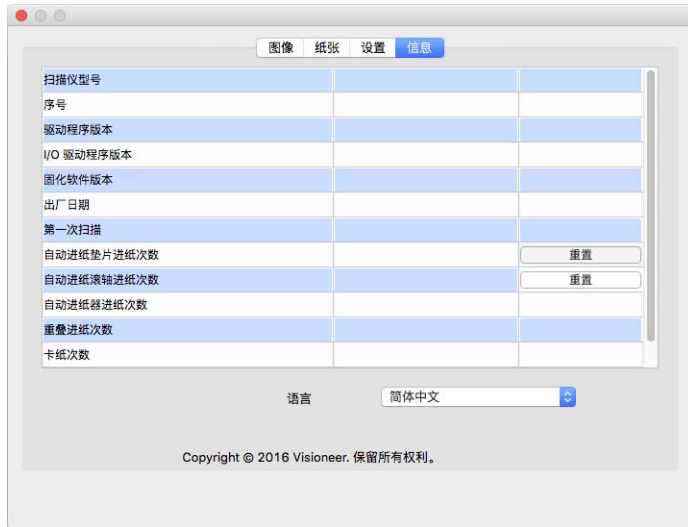 图像 纸张 设置 信息
扫描仪型号
序号
驱动程序版本
I/O 驱动程序版本
固化软件版本
出厂日期
第一次扫描
自动进纸垫片进纸次数 重置
自动进纸滚轴进纸次数 重置
自动进纸器进纸次数
重叠进纸次数
卡纸次数
语言 简体中文
Copyright © 2016 Visioneer. 保留所有权利。